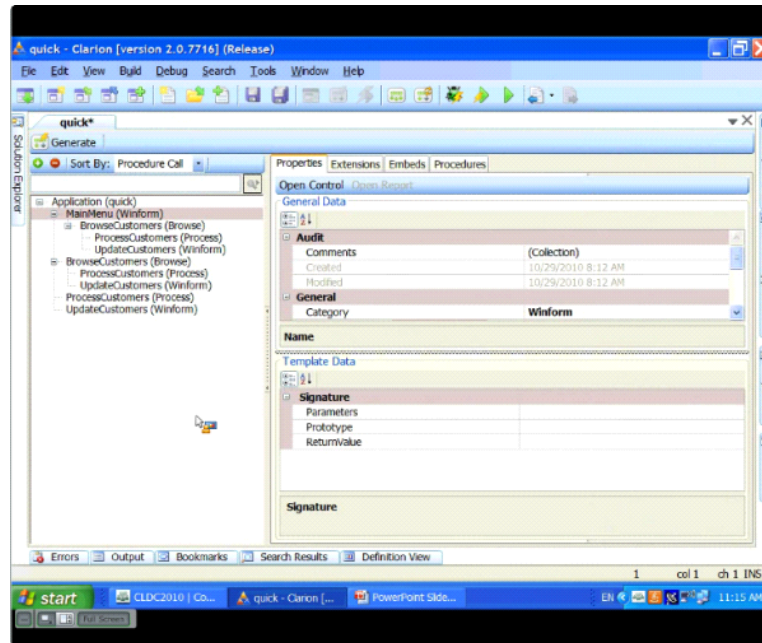 quick - Clarion [version 2.0.7716] (Release)
File Edit View Build Debug Search Tools Window Help
quick*
Solution Explorer
Generate
Sort By: Procedure Call
Application (quick)
MainMenu (Winform)
BrowseCustomers (Browse)
ProcessCustomers (Process)
UpdateCustomers (Winform)
BrowseCustomers (Browse)
ProcessCustomers (Process)
UpdateCustomers (Winform)
ProcessCustomers (Process)
UpdateCustomers (Winform)
Properties Extensions Embeds Procedures
Open Control Open Report
General Data
Audit
Comments (Collection)
Created 10/29/2010 8:12 AM
Modified 10/29/2010 8:12 AM
General
Category Winform
Name
Template Data
Signature
Parameters
Prototype
ReturnValue
Signature
Errors Output Bookmarks Search Results Definition View
1 col 1 ch 1 INS
start CLDC2010 | Co... quick - Clarion [... PowerPoint Slide... EN 11:15 AM
Full Screen